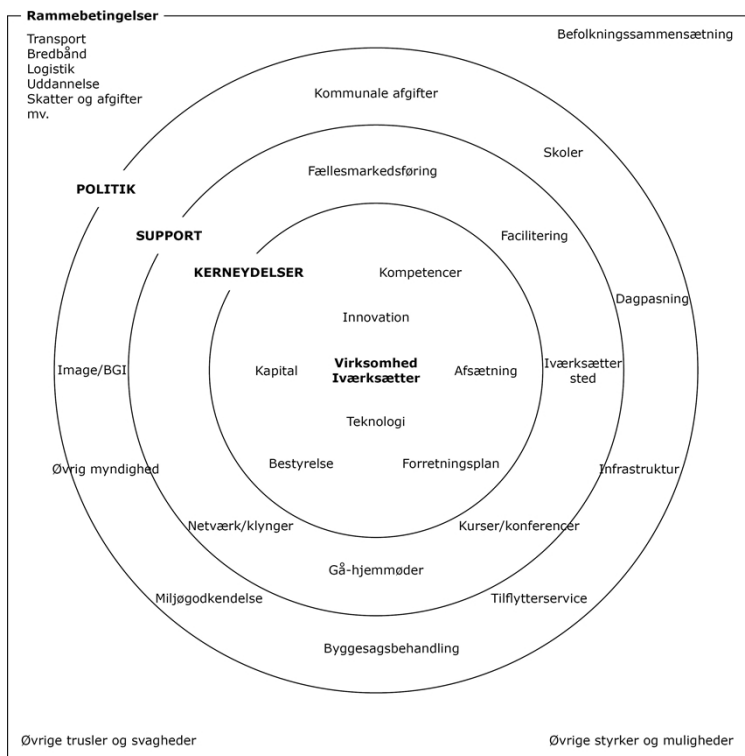 Rammebetingelser
Befolkningssammensætning
Transport
Bredbånd
Logistik
Uddannelse
Skatter og afgifter
mv.
Kommunale afgifter
Skoler
Fællesmarkedsføring
POLITIK
SUPPORT
Facilitering
KERNEYDELSER
Kompetencer
Dagpasning
Innovation
Image/BGI
Kapital
Virksomhed
Iværksætter
Afsætning
Iværksætter
sted
Teknologi
Øvrig myndighed
Bestyrelse
Forretningsplan
Infrastruktur
Netværk/klynger
Kurser/konferencer
Gå-hjemmøder
Miljøgodkendelse
Tilflytterservice
Byggesagsbehandling
Øvrige trusler og svagheder
Øvrige styrker og muligheder